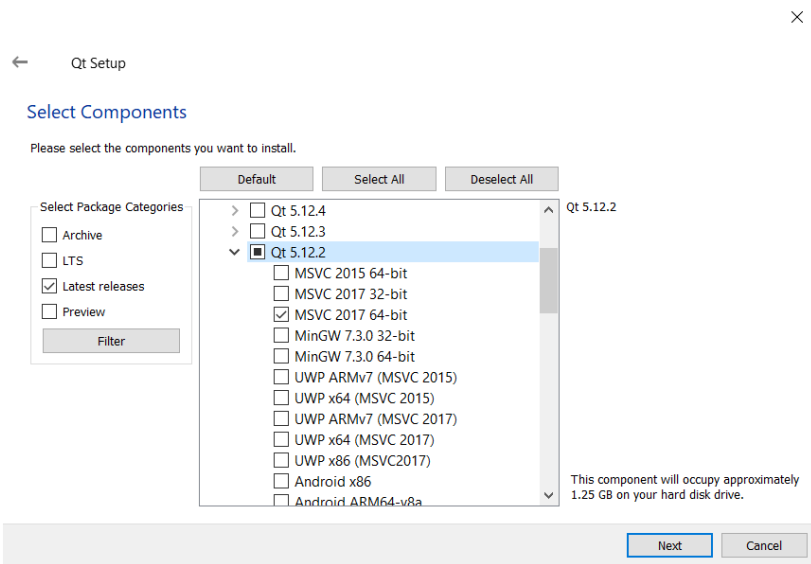 Qt Setup
Select Components
Please select the components you want to install.
Default Select All Deselect All
Select Package Categories
Archive
LTS
Latest releases
Preview
Filter
Qt 5.12.4
Qt 5.12.3
Qt 5.12.2
MSVC 2015 64-bit
MSVC 2017 32-bit
MSVC 2017 64-bit
MinGW 7.3.0 32-bit
MinGW 7.3.0 64-bit
UWP ARMv7 (MSVC 2015)
UWP x64 (MSVC 2015)
UWP ARMv7 (MSVC 2017)
UWP x64 (MSVC 2017)
UWP x86 (MSVC2017)
Android x86
Android ARM64-v8a
Qt 5.12.2
This component will occupy approximately
1.25 GB on your hard disk drive.
Next Cancel